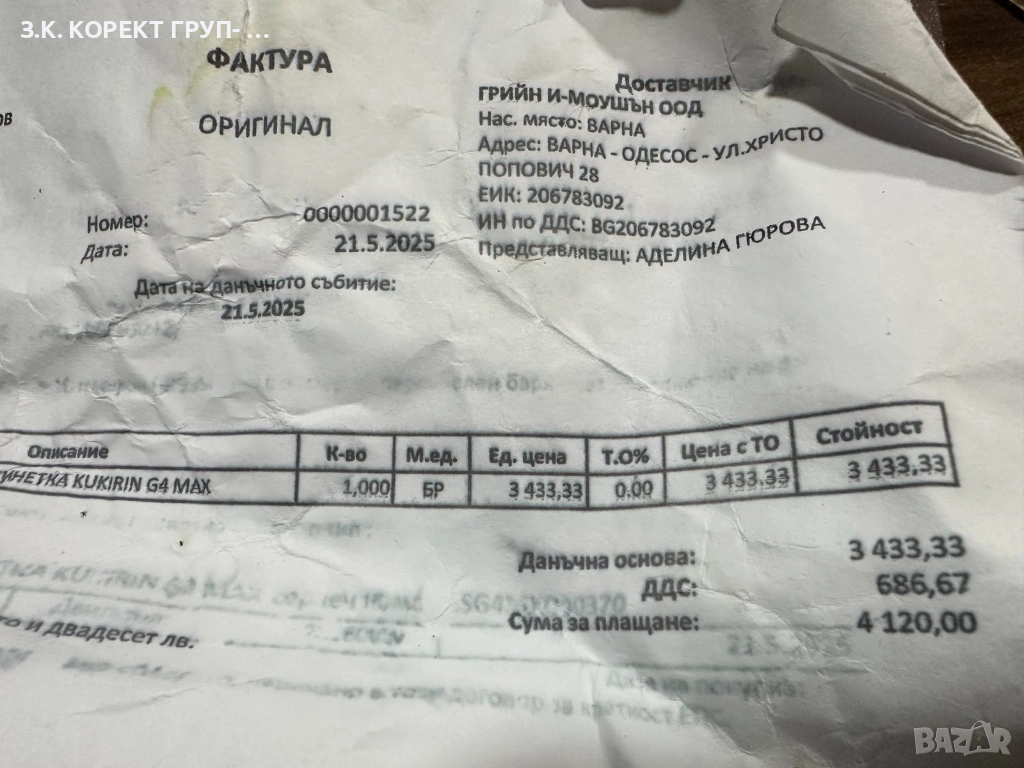 З.К. КОРЕКТ ГРУП- ...
ФАКТУРА
ОРИГИНАЛ
Номер: 0000001522
Дата: 21.5.2025
Дата на данъчното събитие:
21.5.2025
Доставчик
ГРИЙН И-МОУШЪН ООД
Нас. място: ВАРНА
Адрес: ВАРНА - ОДЕСОС - УЛ.ХРИСТО
ПОПОВИЧ 28
ЕИК: 206783092
ИН по ДДС: BG206783092
Представляващ: АДЕЛИНА ГЮРОВА
Описание К-во М.ед. Ед. цена Т.О% Цена с ТО Стойност
KUKIRIN G4 MAX 1,000 БР 3 433,33 0.00 3 433.33 3 433,33
Данъчна основа: 3 433,33
ДДС: 686,67
Сума за плащане: 4 120,00
и двадесет лв.
21.5.2025
BAZAR